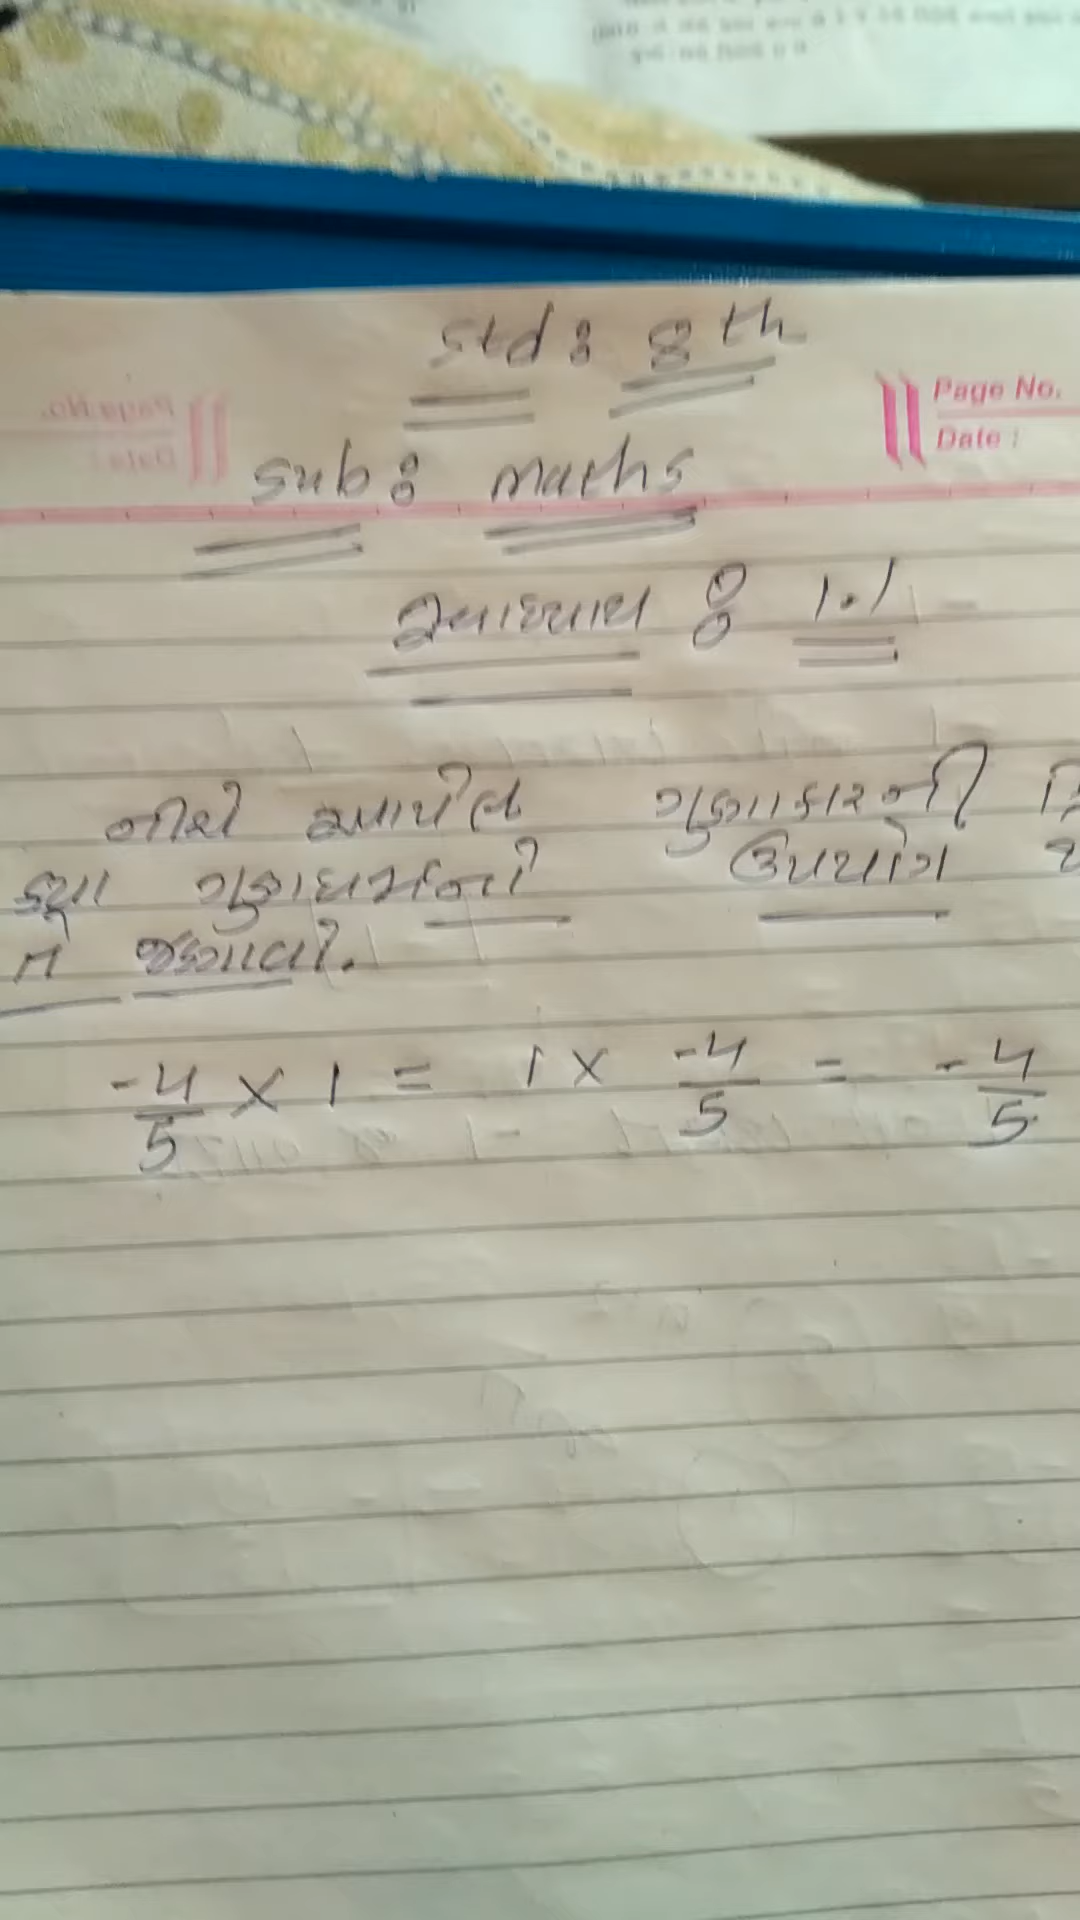 Std : 8th
Page No.
Date :
Sub : Maths
સ્વાધ્યાય : 1.1
નીચે આપેલ ગુણાકારની
ક્યા ગુણધર્મનો ઉપયોગ
તે જણાવો.
-4/5 × 1 = 1 × -4/5 = -4/5